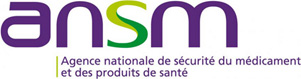 ansm
Agence nationale de sécurité du médicament
et des produits de santé